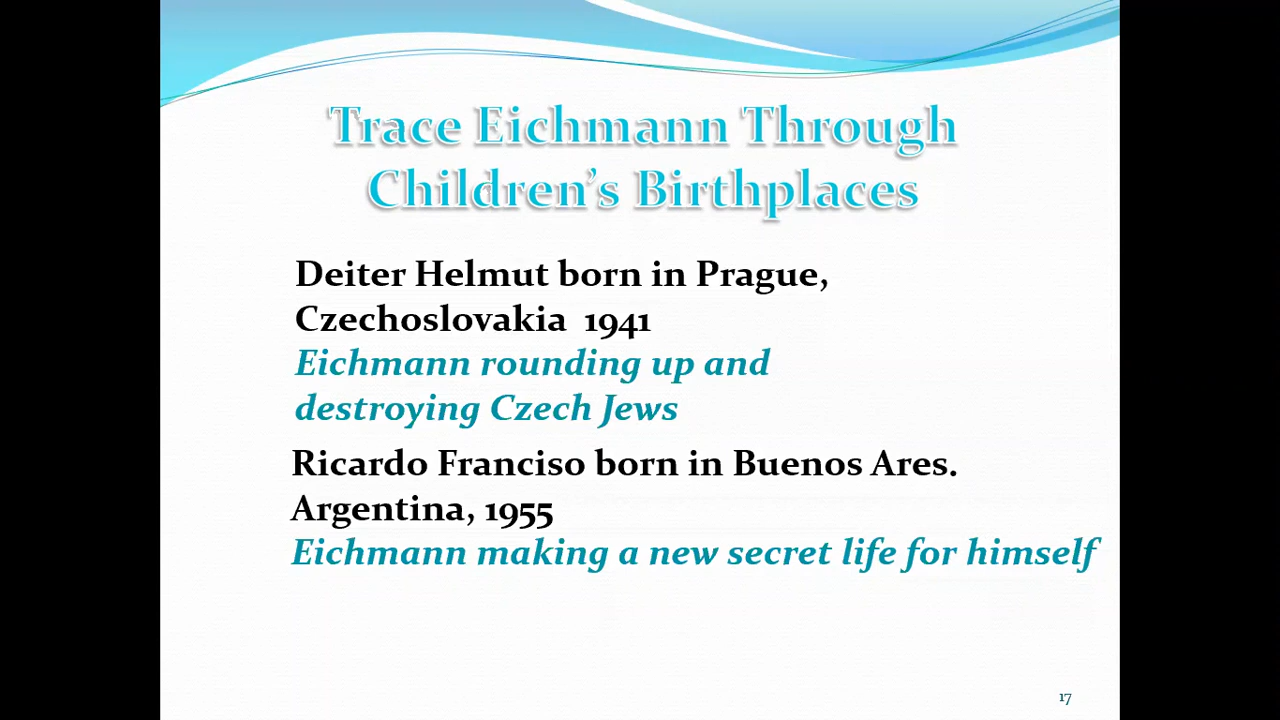 Trace Eichmann Through
Children's Birthplaces
Deiter Helmut born in Prague,
Czechoslovakia 1941
Eichmann rounding up and
destroying Czech Jews
Ricardo Franciso born in Buenos Ares.
Argentina, 1955
Eichmann making a new secret life for himself
17